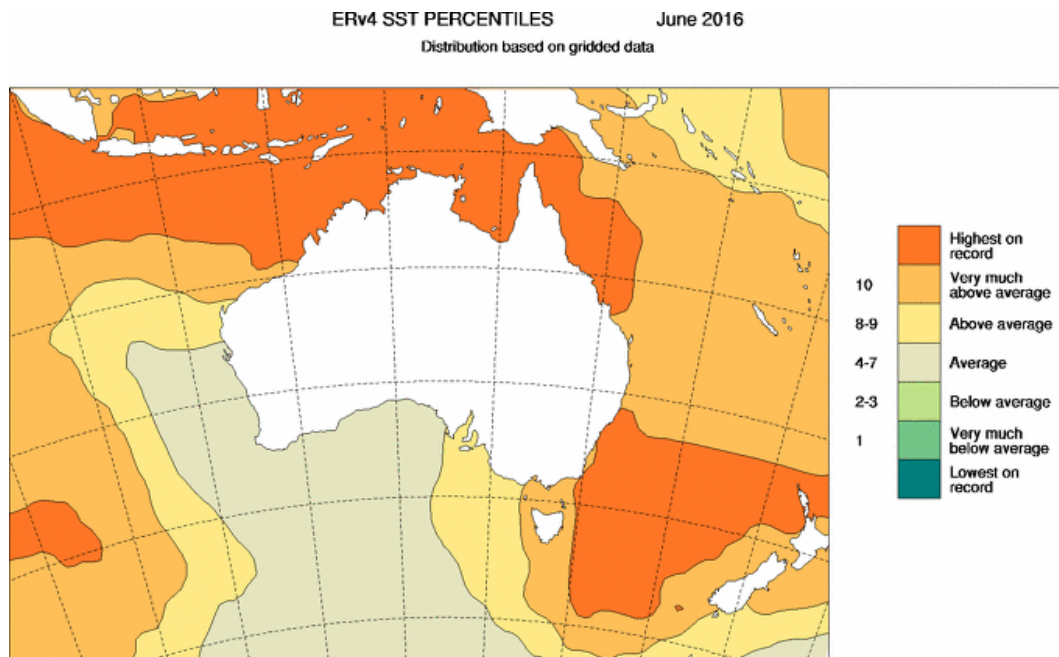 ERv4 SST PERCENTILES June 2016
Distribution based on gridded data
Highest on
record
10 Very much
above average
8-9 Above average
4-7 Average
2-3 Below average
1 Very much
below average
Lowest on
record